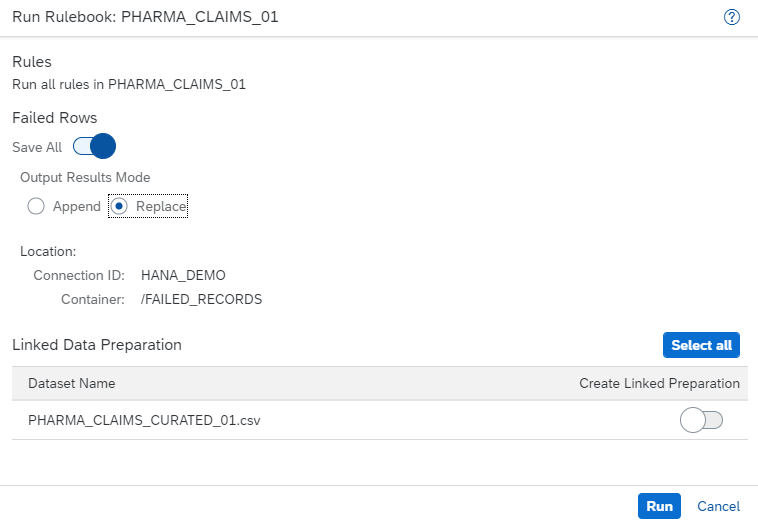 Run Rulebook: PHARMA_CLAIMS_01 ?
Rules
Run all rules in PHARMA_CLAIMS_01
Failed Rows
Save All
Output Results Mode
Append Replace
Location:
Connection ID: HANA_DEMO
Container: /FAILED_RECORDS
Linked Data Preparation Select all
Dataset Name Create Linked Preparation
PHARMA_CLAIMS_CURATED_01.csv
Run Cancel